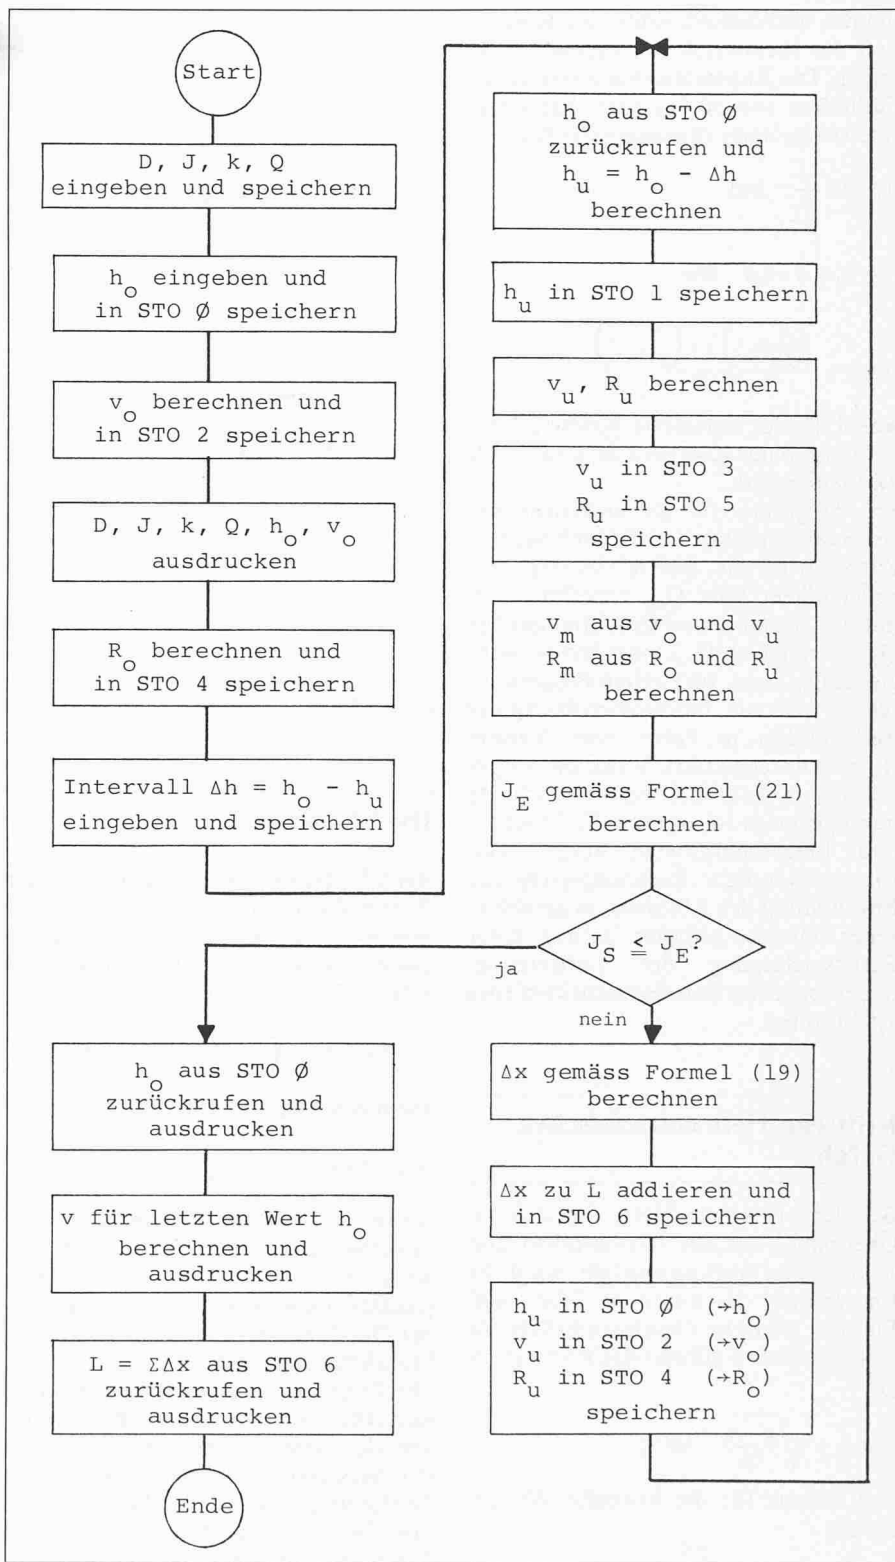 Start
D, J, k, Q
eingeben und speichern
h_o eingeben und
in STO Ø speichern
v_o berechnen und
in STO 2 speichern
D, J, k, Q, h_o, v_o
ausdrucken
R_o berechnen und
in STO 4 speichern
Intervall Δh = h_o - h_u
eingeben und speichern
h_o aus STO Ø
zurückrufen und
h_u = h_o - Δh
berechnen
h_u in STO 1 speichern
v_u, R_u berechnen
v_u in STO 3
R_u in STO 5
speichern
v_m aus v_o und v_u
R_m aus R_o und R_u
berechnen
J_E gemäss Formel (21)
berechnen
J_S ≦ J_E?
ja
nein
Δx gemäss Formel (19)
berechnen
Δx zu L addieren und
in STO 6 speichern
h_u in STO Ø (→h_o)
v_u in STO 2 (→v_o)
R_u in STO 4 (→R_o)
speichern
h_o aus STO Ø
zurückrufen und
ausdrucken
v für letzten Wert h_o
berechnen und
ausdrucken
L = ΣΔx aus STO 6
zurückrufen und
ausdrucken
Ende